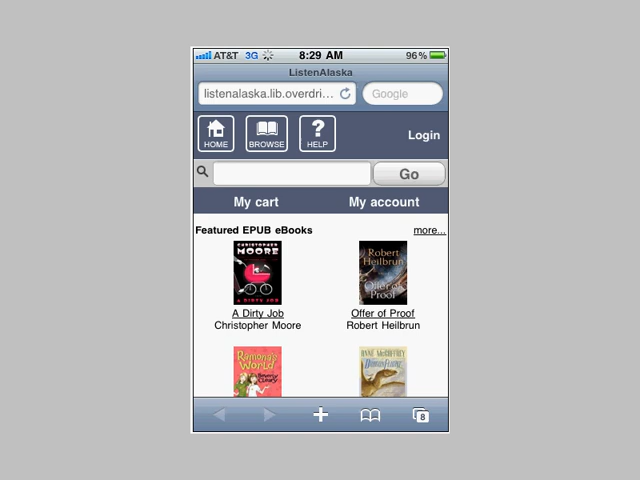 AT&T 3G 8:29 AM 96%
ListenAlaska
listenalaska.lib.overdri... Google
HOME BROWSE HELP Login
Go
My cart My account
Featured EPUB eBooks more...
CHRISTOPHER
MOORE
A DIRTY JOB
Robert
Heilbrun
Offer of
Proof
A Dirty Job
Christopher Moore
Offer of Proof
Robert Heilbrun
Ramona's
World
Beverly
Cleary
ANNE McCAFFREY
8